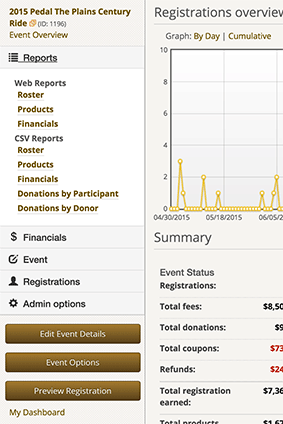 2015 Pedal The Plains Century
Ride (ID: 1196)
Event Overview
Reports
Web Reports
Roster
Products
Financials
CSV Reports
Roster
Products
Financials
Donations by Participant
Donations by Donor
$ Financials
Event
Registrations
Admin options
Edit Event Details
Event Options
Preview Registration
My Dashboard
Registrations overview
Graph: By Day | Cumulative
10
8
6
4
2
0
04/30/2015 05/18/2015 06/05/2
Summary
Event Status
Registrations:
Total fees: $8,50
Total donations: $9
Total coupons: $73
Refunds: $24
Total registration $7,36
earned:
Total products $1,67